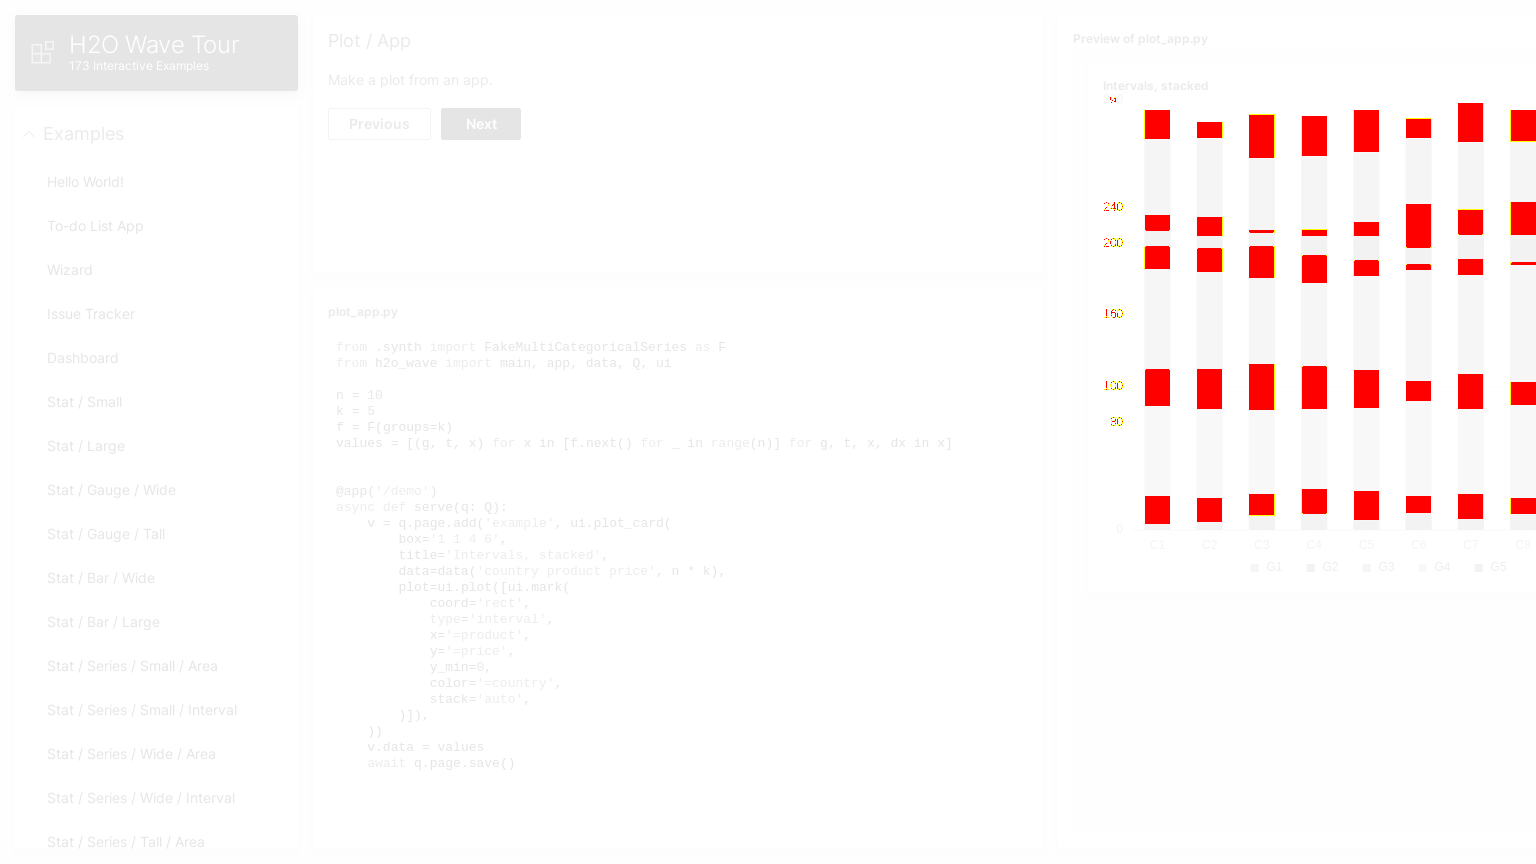 H2O Wave Tour
173 Interactive Examples
Examples
Hello World!
To-do List App
Wizard
Issue Tracker
Dashboard
Stat / Small
Stat / Large
Stat / Gauge / Wide
Stat / Gauge / Tall
Stat / Bar / Wide
Stat / Bar / Large
Stat / Series / Small / Area
Stat / Series / Small / Interval
Stat / Series / Wide / Area
Stat / Series / Wide / Interval
Stat / Series / Tall / Area
Plot / App
Make a plot from an app.
Previous
Next
plot_app.py
from .synth import FakeMultiCategoricalSeries as F
from h2o_wave import main, app, data, Q, ui
n = 10
k = 5
f = F(groups=k)
values = [(g, t, x) for x in [f.next() for _ in range(n)] for g, t, x, dx in x]
@app('/demo')
async def serve(q: Q):
v = q.page.add('example', ui.plot_card(
box='1 1 4 6',
title='Intervals, stacked',
data=data('country product price', n * k),
plot=ui.plot([ui.mark(
coord='rect',
type='interval',
x='=product',
y='=price',
y_min=0,
color='=country',
stack='auto',
)]),
))
v.data = values
await q.page.save()
Preview of plot_app.py
Intervals, stacked
240
200
160
100
80
0
C1 C2 C3 C4 C5 C6 C7 C8
G1 G2 G3 G4 G5